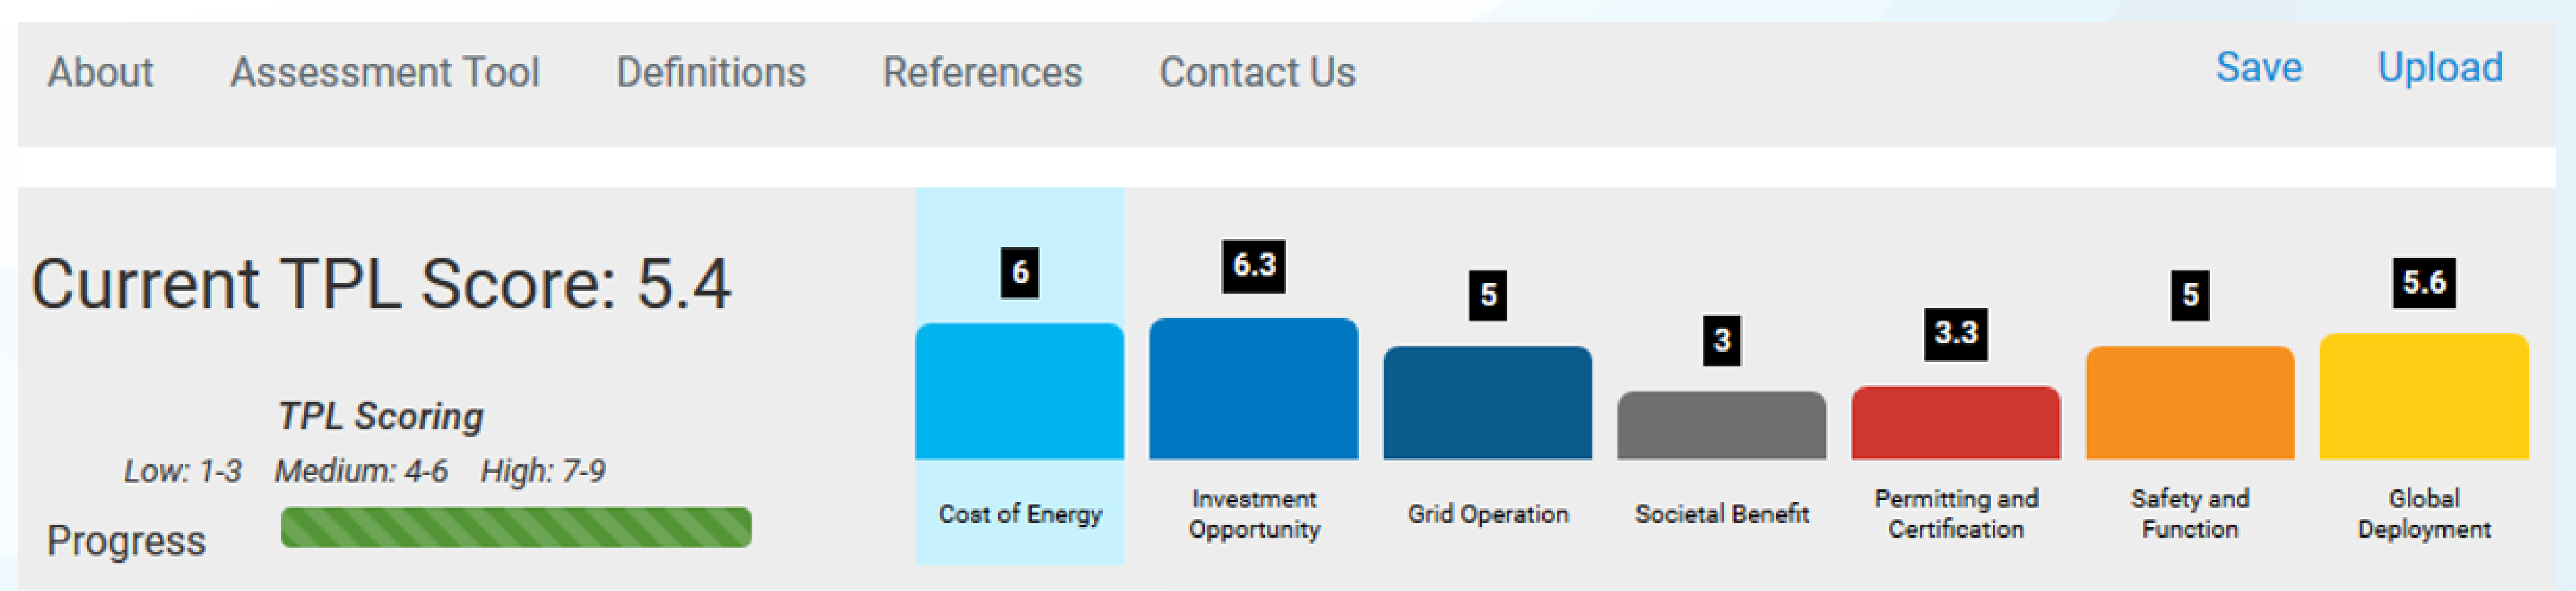 About Assessment Tool Definitions References Contact Us Save Upload
Current TPL Score: 5.4
TPL Scoring
Low: 1-3 Medium: 4-6 High: 7-9
Progress
6
Cost of Energy
6.3
Investment
Opportunity
5
Grid Operation
3
Societal Benefit
3.3
Permitting and
Certification
5
Safety and
Function
5.6
Global
Deployment